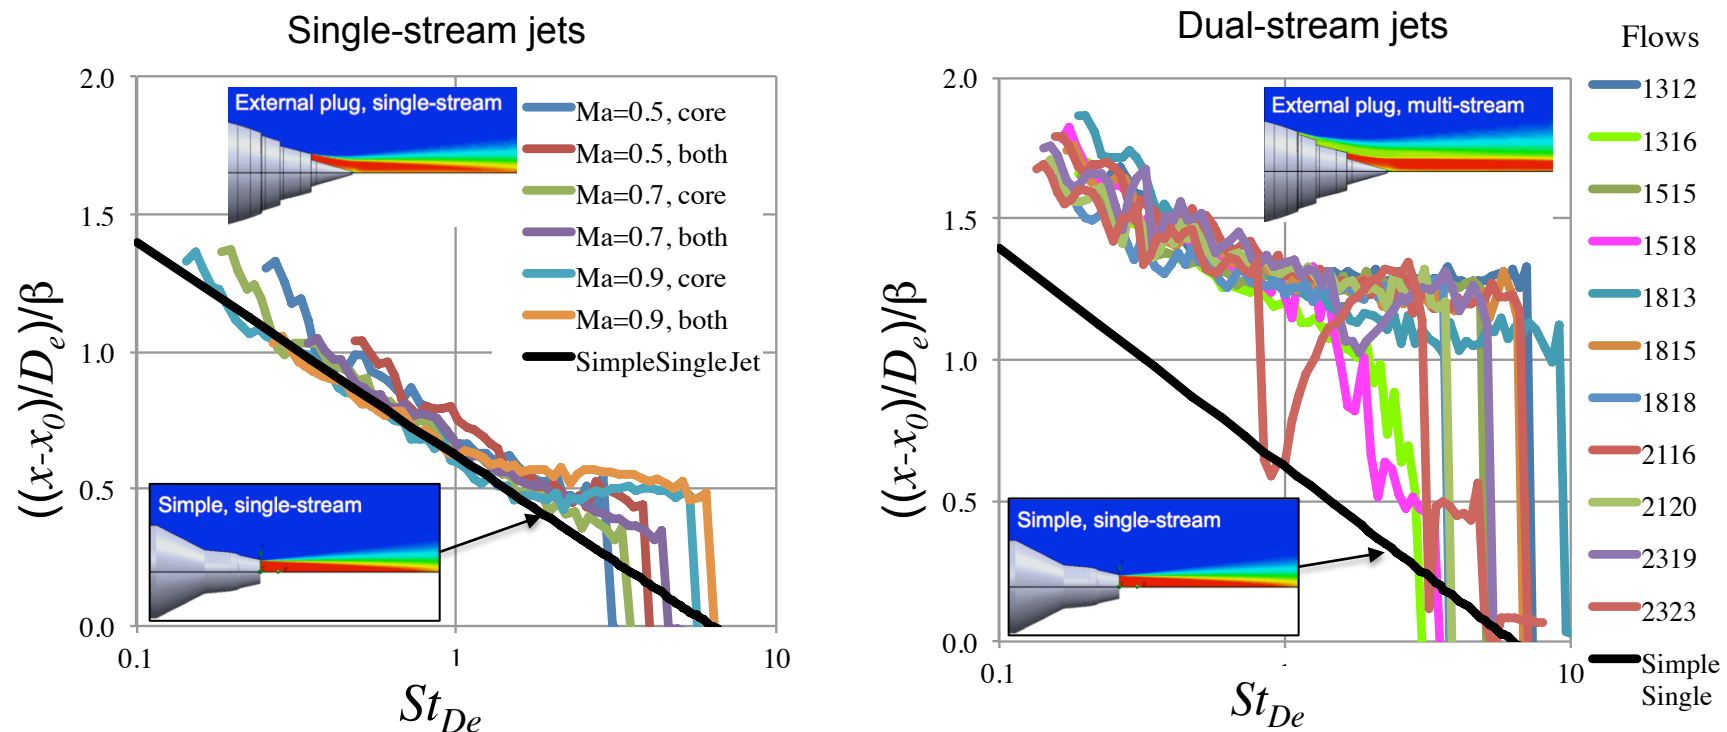 Single-stream jets
2.0
1.5
1.0
0.5
0.0
0.1
1
10
((x-x0)/De)/β
StDe
External plug, single-stream
Ma=0.5, core
Ma=0.5, both
Ma=0.7, core
Ma=0.7, both
Ma=0.9, core
Ma=0.9, both
SimpleSingleJet
Simple, single-stream
Dual-stream jets
2.0
1.5
1.0
0.5
0.0
0.1
10
((x-x0)/De)/β
StDe
External plug, multi-stream
Simple, single-stream
Flows
1312
1316
1515
1518
1813
1815
1818
2116
2120
2319
2323
Simple
Single